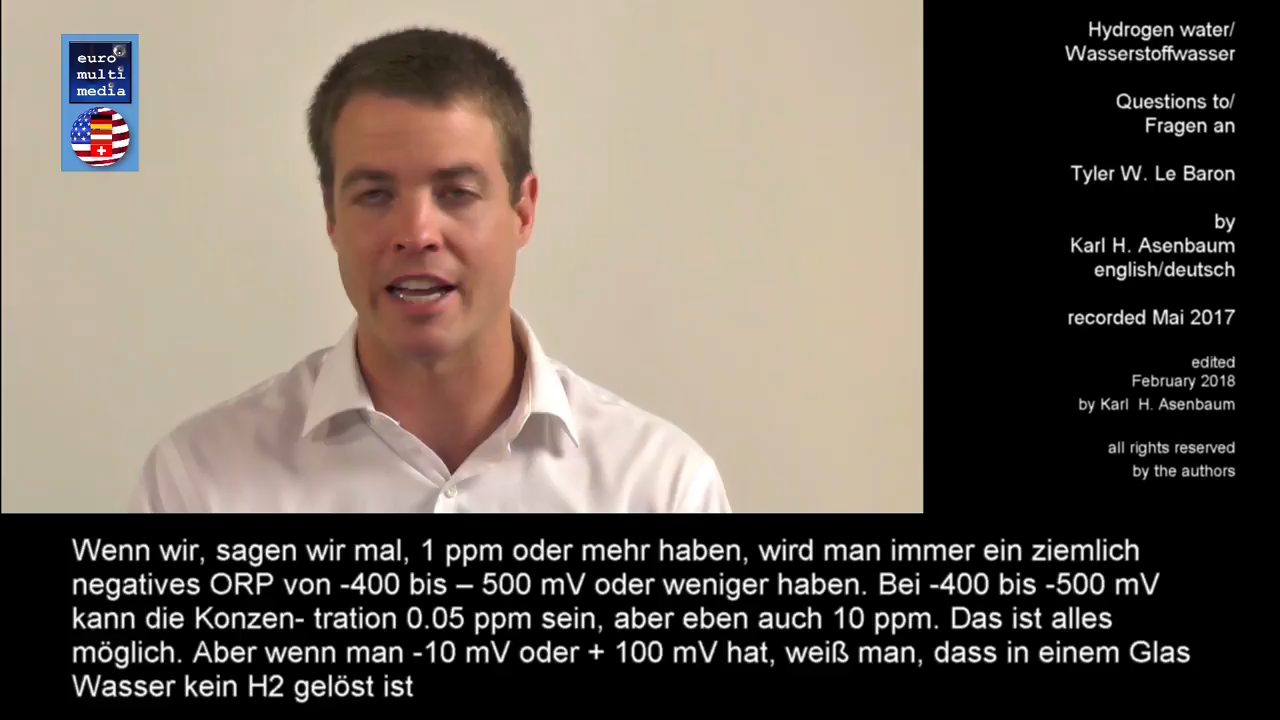 euro
multi
media
Hydrogen water/
Wasserstoffwasser
Questions to/
Fragen an
Tyler W. Le Baron
by
Karl H. Asenbaum
english/deutsch
recorded Mai 2017
edited
February 2018
by Karl H. Asenbaum
all rights reserved
by the authors
Wenn wir, sagen wir mal, 1 ppm oder mehr haben, wird man immer ein ziemlich
negatives ORP von -400 bis – 500 mV oder weniger haben. Bei -400 bis -500 mV
kann die Konzen- tration 0.05 ppm sein, aber eben auch 10 ppm. Das ist alles
möglich. Aber wenn man -10 mV oder + 100 mV hat, weiß man, dass in einem Glas
Wasser kein H2 gelöst ist